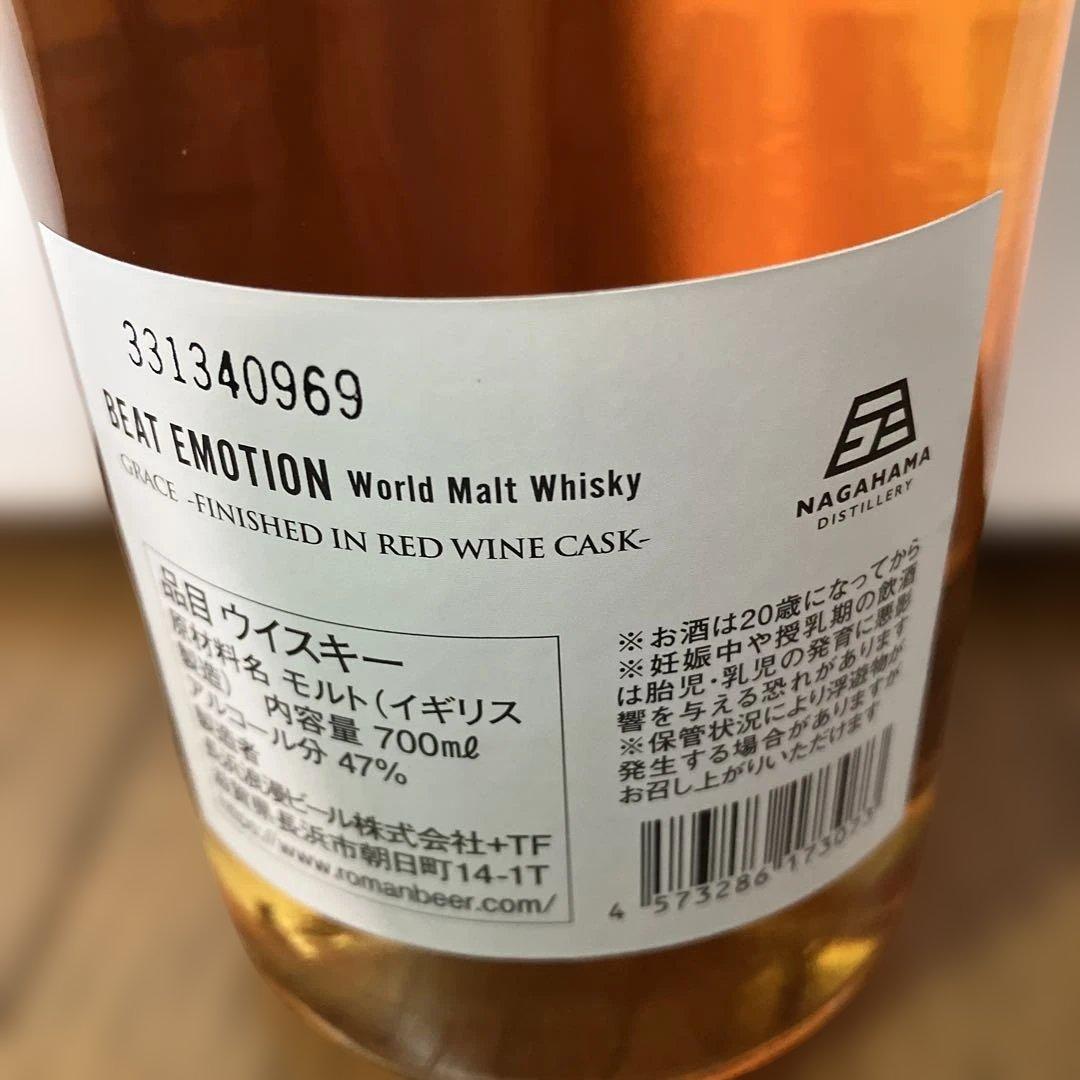 331340969
BEAT EMOTION World Malt Whisky
GRACE -FINISHED IN RED WINE CASK-
NAGAHAMA
DISTILLERY
品目 ウイスキー
原材料名 モルト(イギリス
製造) 内容量 700mℓ
アルコール分 47%
製造者
長浜浪漫ビール株式会社+TF
滋賀県長浜市朝日町14-1T
https://www.romanbeer.com/
※お酒は20歳になってから
※妊娠中や授乳期の飲酒
は胎児・乳児の発育に悪影
響を与える恐れがあります
※保管状況により浮遊物が
発生する場合がありますが
お召し上がりいただけます
4 573286 173073